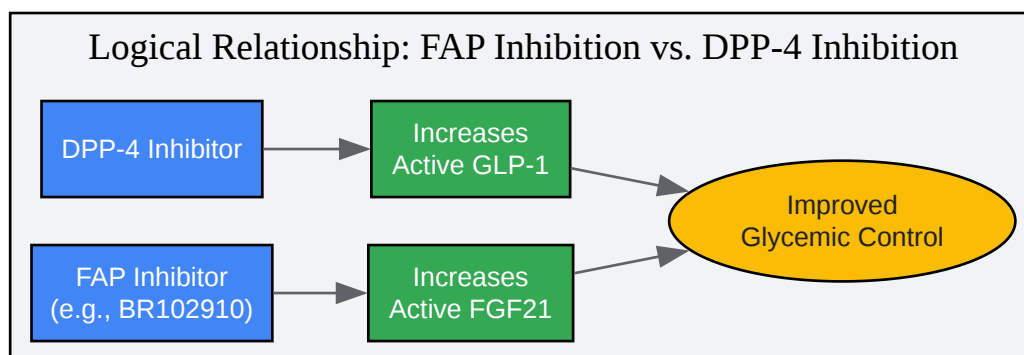 Logical Relationship: FAP Inhibition vs. DPP-4 Inhibition
DPP-4 Inhibitor
Increases
Active GLP-1
Improved
Glycemic Control
FAP Inhibitor
(e.g., BR102910)
Increases
Active FGF21